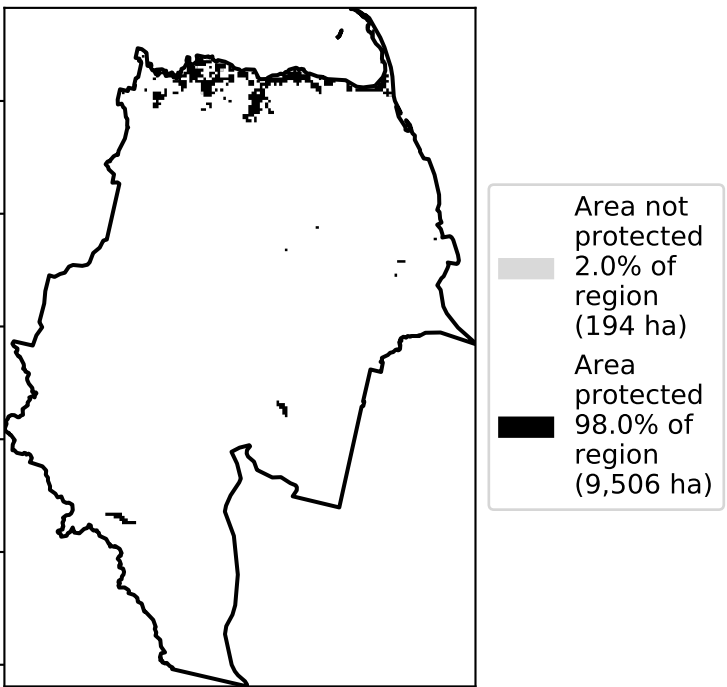 Area not
protected
2.0% of
region
(194 ha)
Area
protected
98.0% of
region
(9,506 ha)